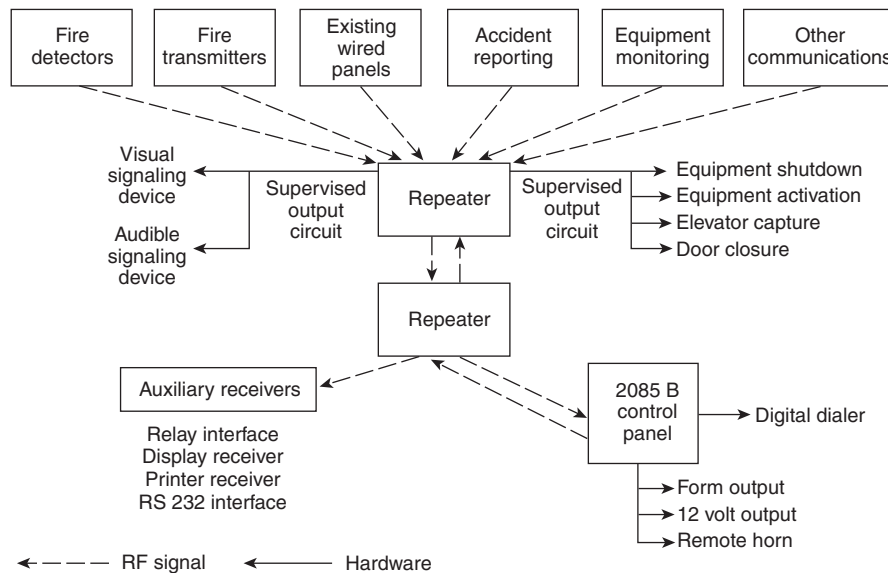 Fire
detectors
Fire
transmitters
Existing
wired
panels
Accident
reporting
Equipment
monitoring
Other
communications
Visual
signaling
device
Audible
signaling
device
Supervised
output
circuit
Repeater
Supervised
output
circuit
Equipment shutdown
Equipment activation
Elevator capture
Door closure
Repeater
Auxiliary receivers
Relay interface
Display receiver
Printer receiver
RS 232 interface
2085 B
control
panel
Digital dialer
Form output
12 volt output
Remote horn
RF signal
Hardware